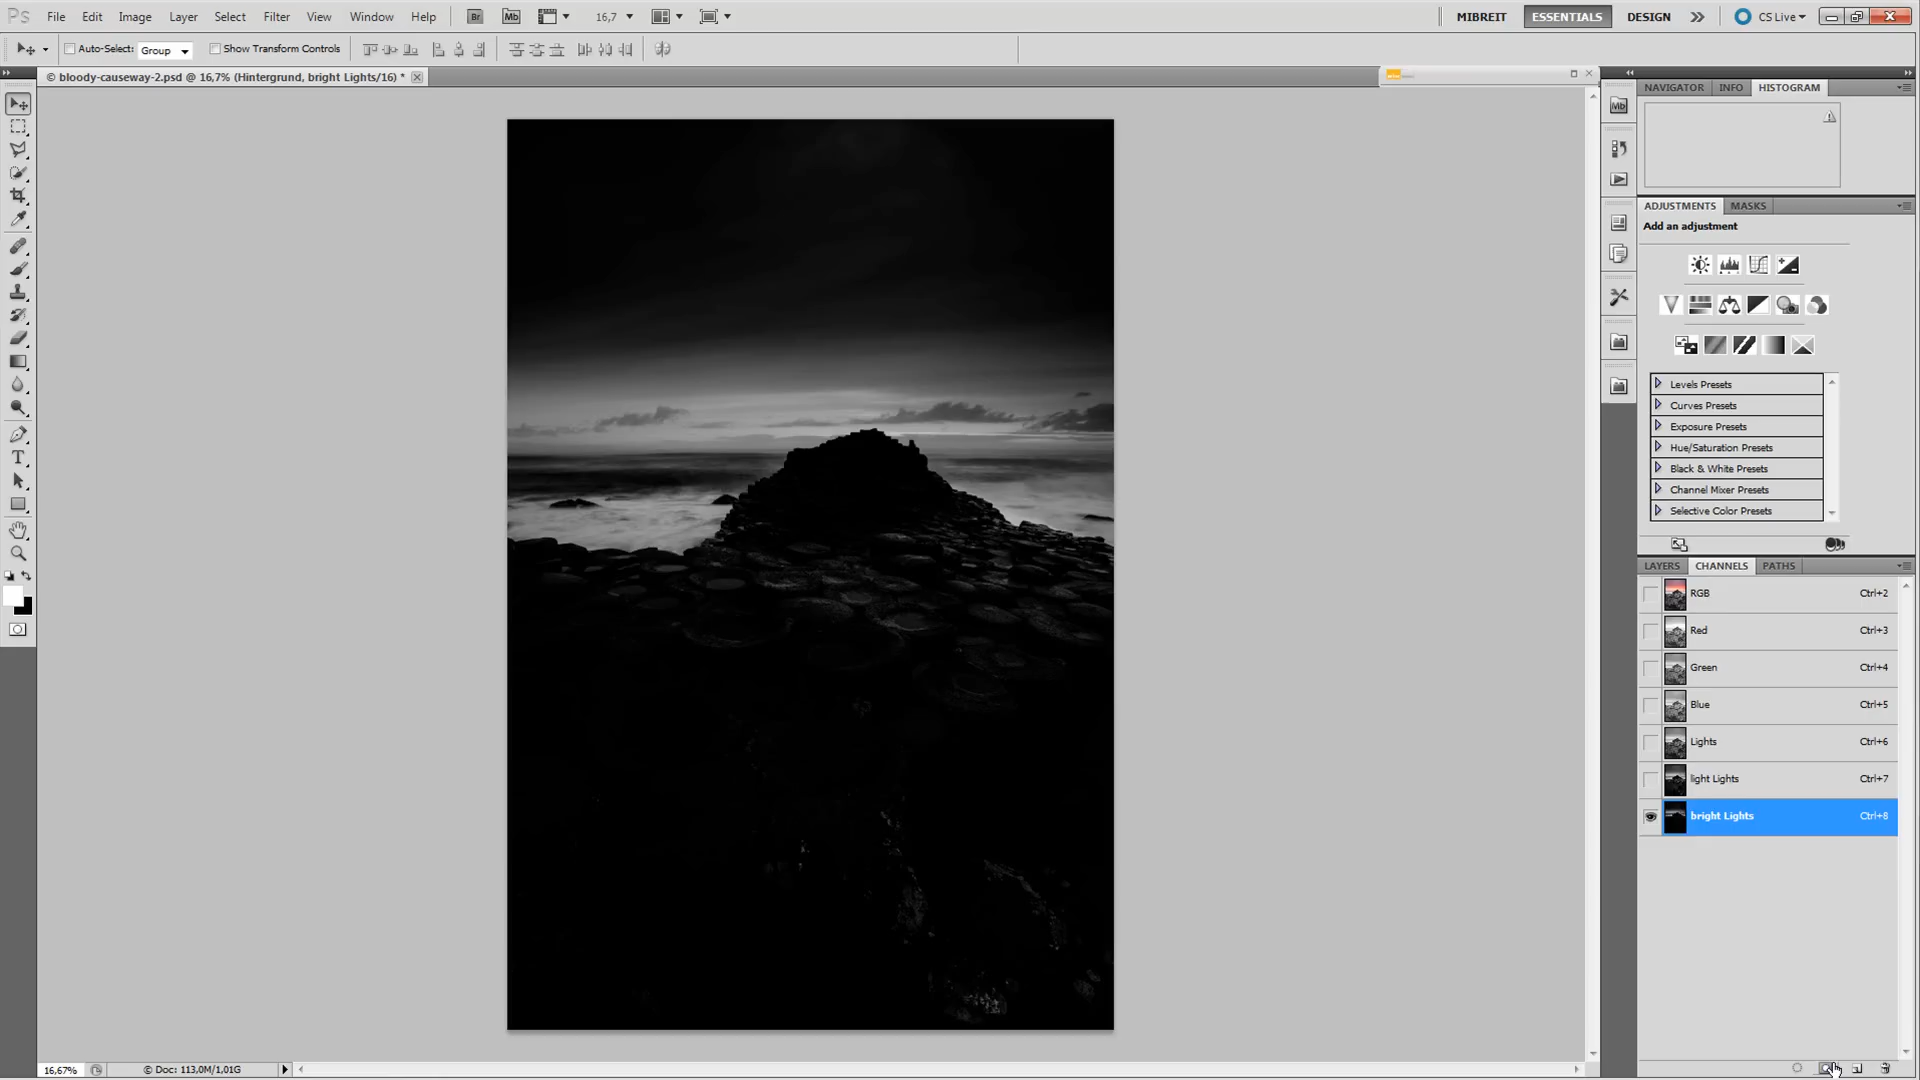 Ps File Edit Image Layer Select Filter View Window Help Br Mb 16,7 MIBREIT ESSENTIALS DESIGN CS Live
Auto-Select: Group Show Transform Controls
© bloody-causeway-2.psd @ 16,7% (Hintergrund, bright Lights/16) *
NAVIGATOR INFO HISTOGRAM
Mb
ADJUSTMENTS MASKS
Add an adjustment
Levels Presets
Curves Presets
Exposure Presets
Hue/Saturation Presets
Black & White Presets
Channel Mixer Presets
Selective Color Presets
LAYERS CHANNELS PATHS
RGB Ctrl+2
Red Ctrl+3
Green Ctrl+4
Blue Ctrl+5
Lights Ctrl+6
light Lights Ctrl+7
bright Lights Ctrl+8
16,67% © Doc: 113,0M/1,01G